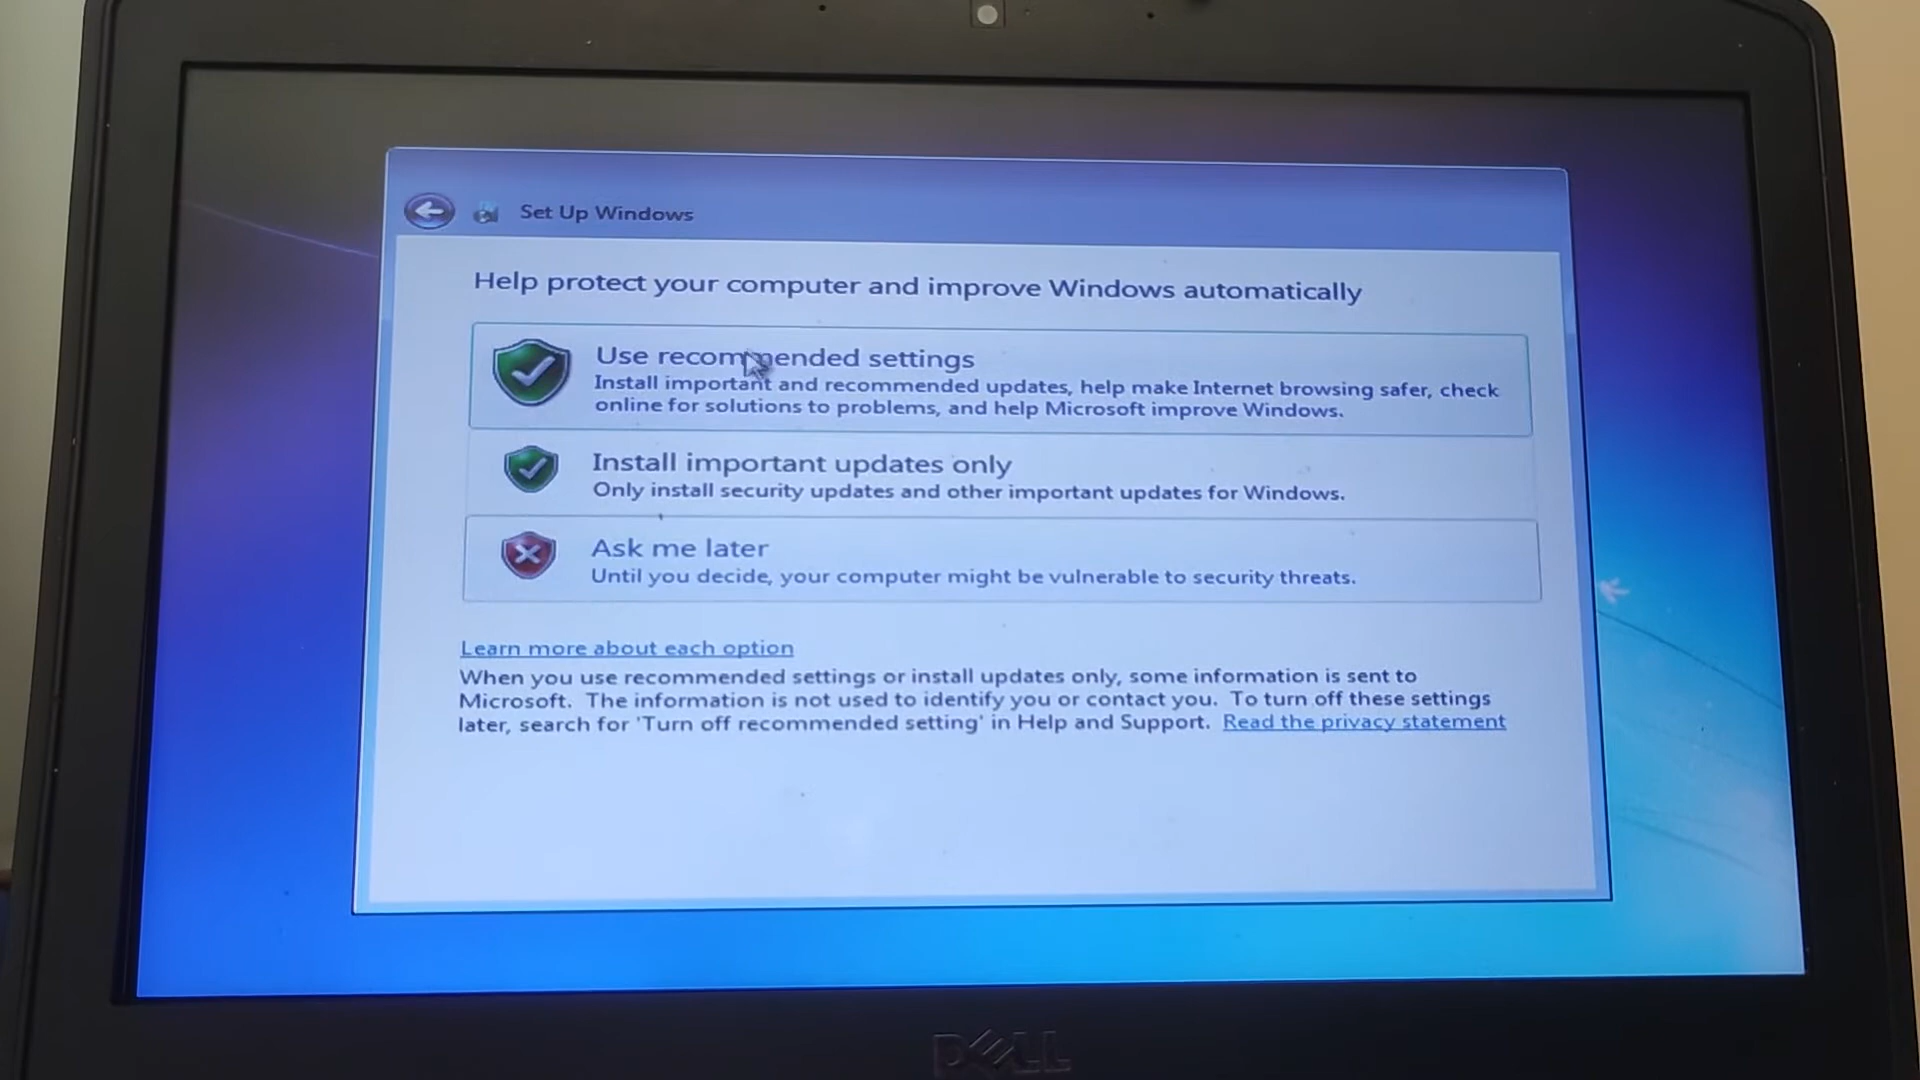 Set Up Windows
Help protect your computer and improve Windows automatically
Use recommended settings
Install important and recommended updates, help make Internet browsing safer, check
online for solutions to problems, and help Microsoft improve Windows.
Install important updates only
Only install security updates and other important updates for Windows.
Ask me later
Until you decide, your computer might be vulnerable to security threats.
Learn more about each option
When you use recommended settings or install updates only, some information is sent to
Microsoft. The information is not used to identify you or contact you. To turn off these settings
later, search for 'Turn off recommended setting' in Help and Support. Read the privacy statement
DELL